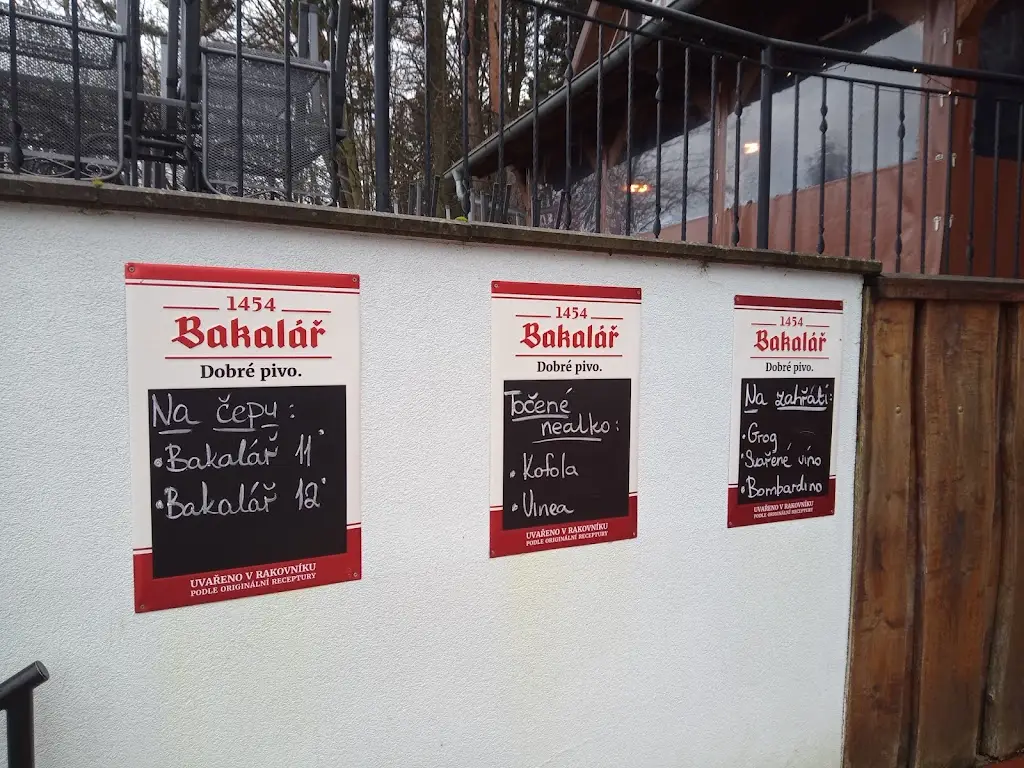 1454
Bakalář
Dobré pivo.
Na čepu:
• Bakalář 11°
• Bakalář 12°
UVAŘENO V RAKOVNÍKU
PODLE ORIGINÁLNÍ RECEPTURY
1454
Bakalář
Dobré pivo.
Točené
nealko:
• Kofola
• Vinea
UVAŘENO V RAKOVNÍKU
PODLE ORIGINÁLNÍ RECEPTURY
1454
Bakalář
Dobré pivo.
Na zahřátí:
• Grog
• Svařené víno
• Bombardino
UVAŘENO V RAKOVNÍKU
PODLE ORIGINÁLNÍ RECEPTURY